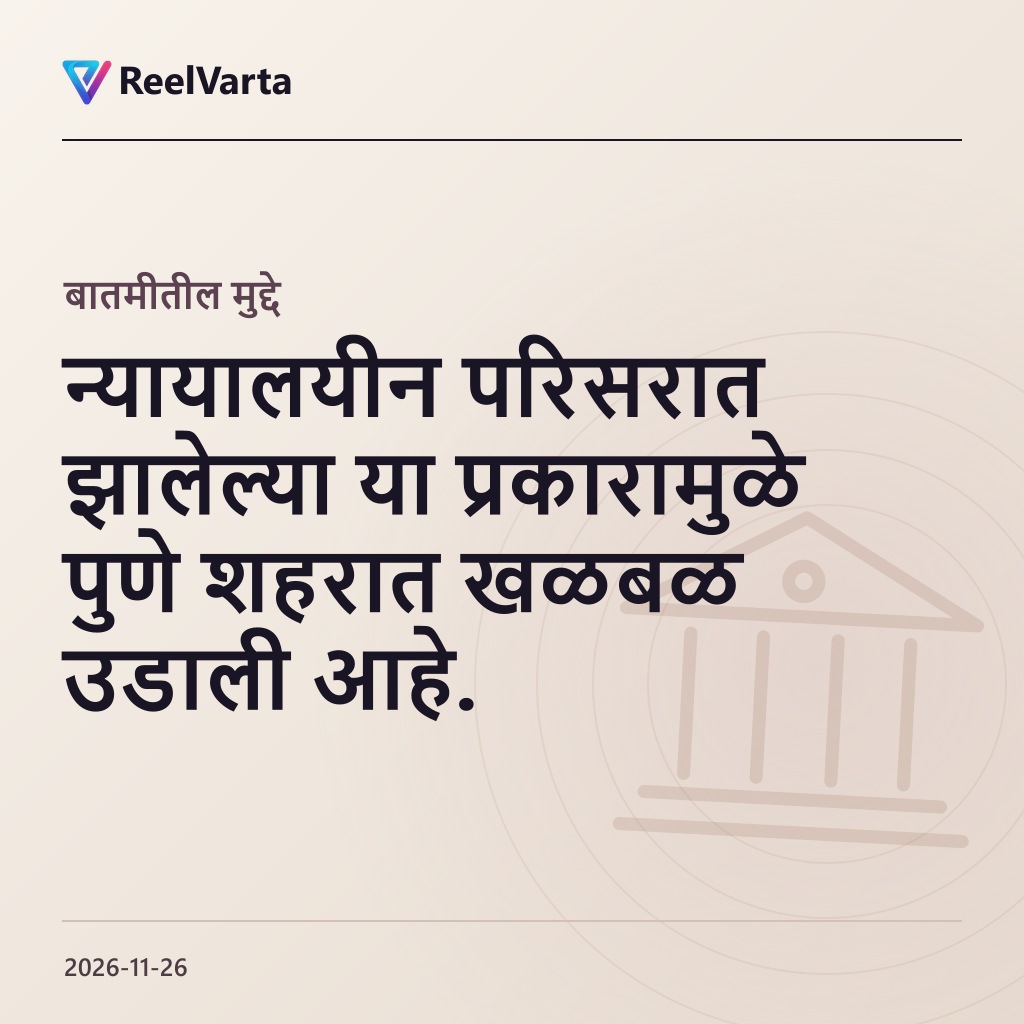 ReelVarta
बातमीतील मुद्दे
न्यायालयीन परिसरात
झालेल्या या प्रकारामुळे
पुणे शहरात खळबळ
उडाली आहे.
2026-11-26